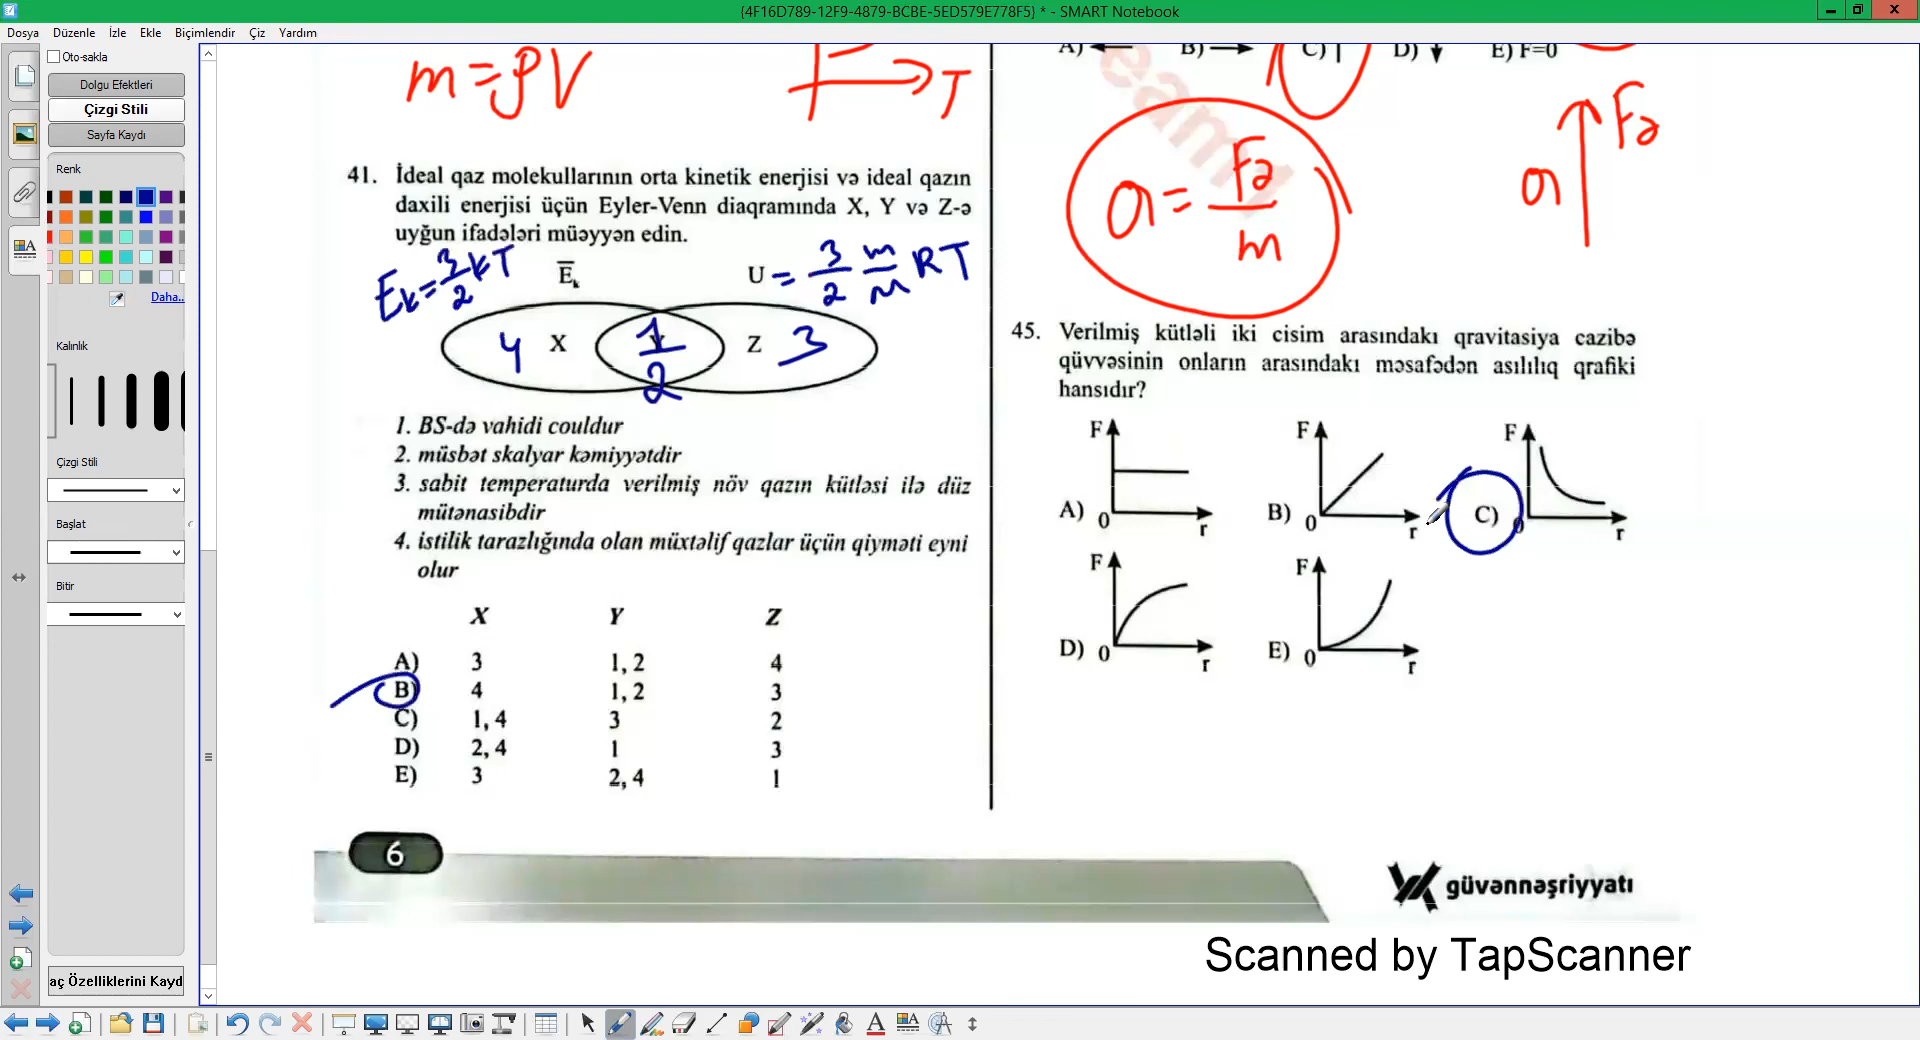 {4F16D789-12F9-4879-BCBE-5ED579E778F5} * - SMART Notebook
Dosya Düzenle İzle Ekle Biçimlendir Çiz Yardım
Oto-sakla
Dolgu Efektleri
Çizgi Stili
Sayfa Kaydı
Renk
Daha..
Kalınlık
Çizgi Stili
Başlat
Bitir
aç Özelliklerini Kayd
m = ρV
T
41. İdeal qaz molekullarının orta kinetik enerjisi və ideal qazın
daxili enerjisi üçün Eyler-Venn diaqramında X, Y və Z-ə
uyğun ifadələri müəyyən edin.
Ek = 3/2 kT
E̅k
U = 3/2 m/M RT
4 X 1 2 Z 3
1. BS-də vahidi couldur
2. müsbət skalyar kəmiyyətdir
3. sabit temperaturda verilmiş növ qazın kütləsi ilə düz
mütənasibdir
4. istilik tarazlığında olan müxtəlif qazlar üçün qiyməti eyni
olur
X Y Z
A) 3 1, 2 4
B) 4 1, 2 3
C) 1, 4 3 2
D) 2, 4 1 3
E) 3 2, 4 1
6
A) ← B) → C) D) E) F=0
a = Fə/m
a Fə
45. Verilmiş kütləli iki cisim arasındakı qravitasiya cazibə
qüvvəsinin onların arasındakı məsafədən asılılıq qrafiki
hansıdır?
A) F 0 r
B) F 0 r
C) F 0 r
D) F 0 r
E) F 0 r
güvənnəşriyyatı
Scanned by TapScanner